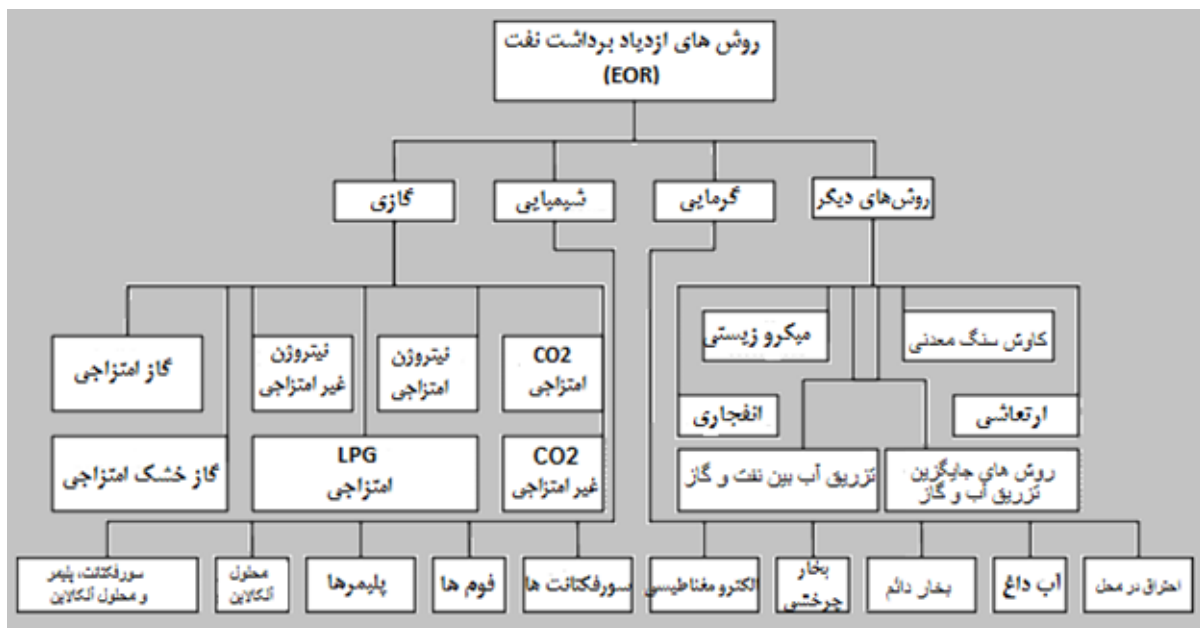 روش های ازدیاد برداشت نفت
(EOR)
روش‌های دیگر
گرمایی
شیمیایی
گازی
کاوش سنگ معدنی
میکرو زیستی
CO2
امتزاجی
نیتروژن
امتزاجی
نیتروژن
غیر امتزاجی
گاز امتزاجی
ارتعاشی
انفجاری
روش های جایگزین
تزریق آب و گاز
تزریق آب بین نفت و گاز
CO2
غیر امتزاجی
LPG
امتزاجی
گاز خشک امتزاجی
احتراق در محل
آب داغ
بخار دائم
بخار
چرخشی
الکترو مغناطیسی
سورفکتانت ها
فوم ها
پلیمرها
محلول
آلکالاین
سورفکتانت، پلیمر
و محلول آلکالاین